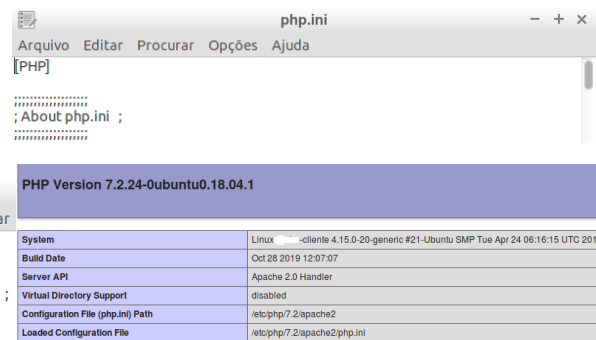 php.ini
Arquivo Editar Procurar Opções Ajuda
[PHP]
;;;;;;;;;;;;;;;;;;;
; About php.ini ;
;;;;;;;;;;;;;;;;;;;
PHP Version 7.2.24-0ubuntu0.18.04.1
ar
System Linux -cliente 4.15.0-20-generic #21-Ubuntu SMP Tue Apr 24 06:16:15 UTC 201
Build Date Oct 28 2019 12:07:07
Server API Apache 2.0 Handler
; Virtual Directory Support disabled
Configuration File (php.ini) Path /etc/php/7.2/apache2
Loaded Configuration File /etc/php/7.2/apache2/php.ini